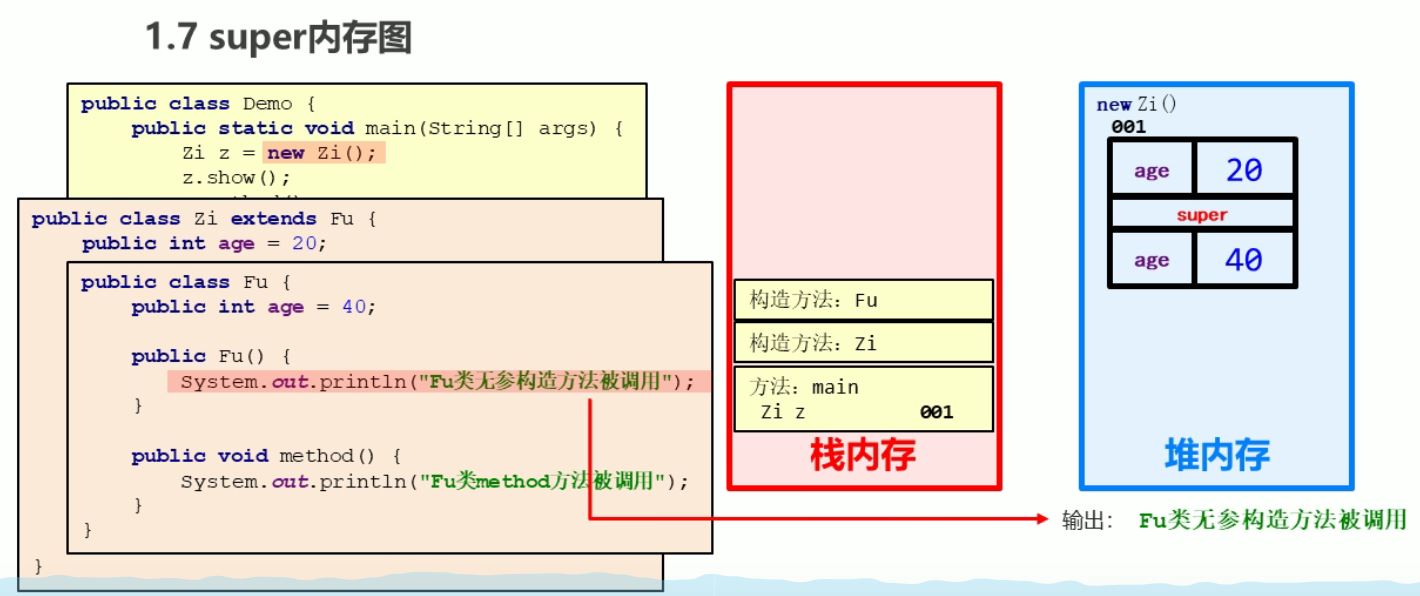 1.7 super内存图
public class Demo {
public static void main(String[] args) {
Zi z = new Zi();
z.show();
public class Zi extends Fu {
public int age = 20;
public class Fu {
public int age = 40;
public Fu() {
System.out.println("Fu类无参构造方法被调用");
}
public void method() {
System.out.println("Fu类method方法被调用");
}
}
}
构造方法：Fu
构造方法：Zi
方法：main
Zi z 001
栈内存
new Zi()
001
age 20
super
age 40
堆内存
输出： Fu类无参构造方法被调用